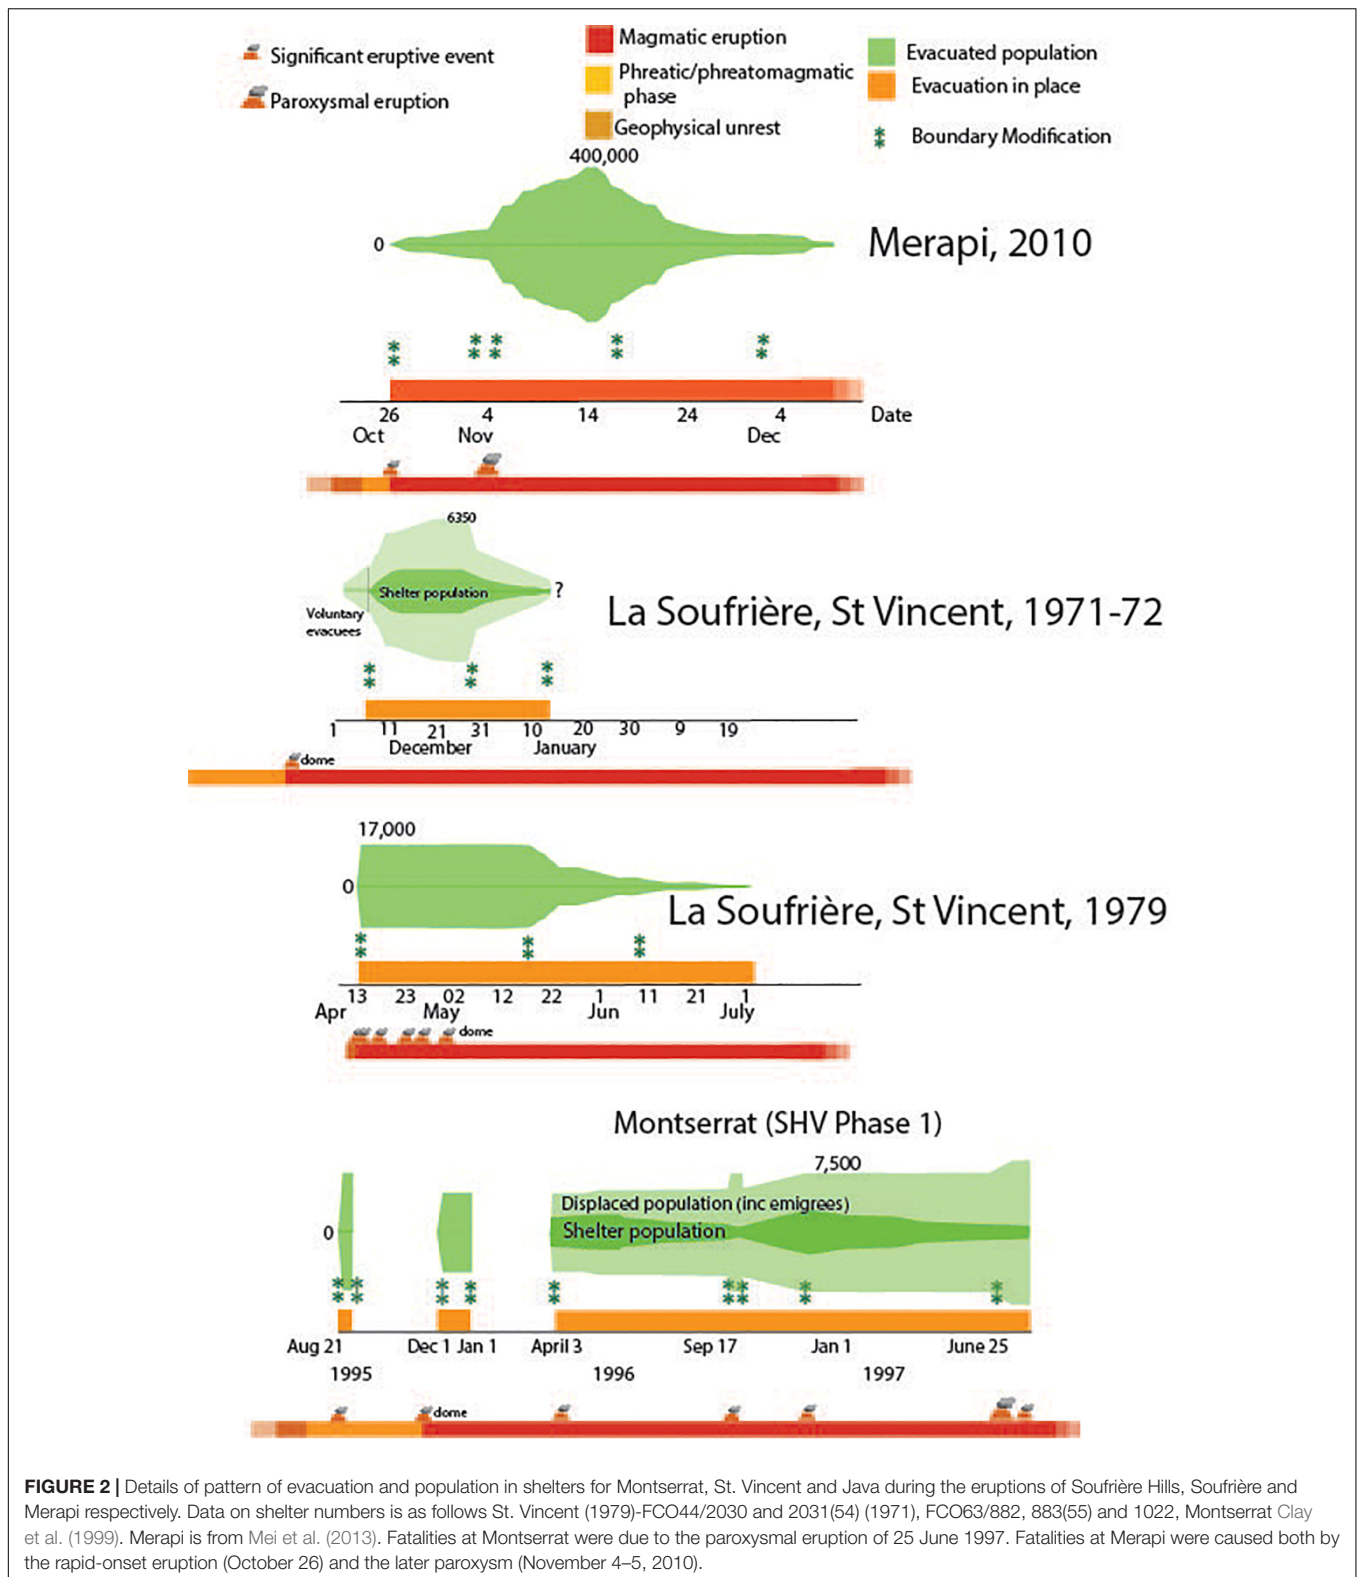 Significant eruptive event
Paroxysmal eruption
Magmatic eruption
Phreatic/phreatomagmatic
phase
Geophysical unrest
Evacuated population
Evacuation in place
Boundary Modification
400,000
0
Merapi, 2010
26 4 14 24 4 Date
Oct Nov Dec
6350
Shelter population
?
Voluntary
evacuees
La Soufrière, St Vincent, 1971-72
1 11 21 31 10 20 30 9 19
December January
dome
17,000
0
La Soufrière, St Vincent, 1979
13 23 02 12 22 1 11 21 1
Apr May Jun July
dome
Montserrat (SHV Phase 1)
7,500
Displaced population (inc emigrees)
0
Shelter population
Aug 21 Dec 1 Jan 1 April 3 Sep 17 Jan 1 June 25
1995 1996 1997
dome
FIGURE 2 | Details of pattern of evacuation and population in shelters for Montserrat, St. Vincent and Java during the eruptions of Soufrière Hills, Soufrière and
Merapi respectively. Data on shelter numbers is as follows St. Vincent (1979)-FCO44/2030 and 2031(54) (1971), FCO63/882, 883(55) and 1022, Montserrat Clay
et al. (1999). Merapi is from Mei et al. (2013). Fatalities at Montserrat were due to the paroxysmal eruption of 25 June 1997. Fatalities at Merapi were caused both by
the rapid-onset eruption (October 26) and the later paroxysm (November 4–5, 2010).